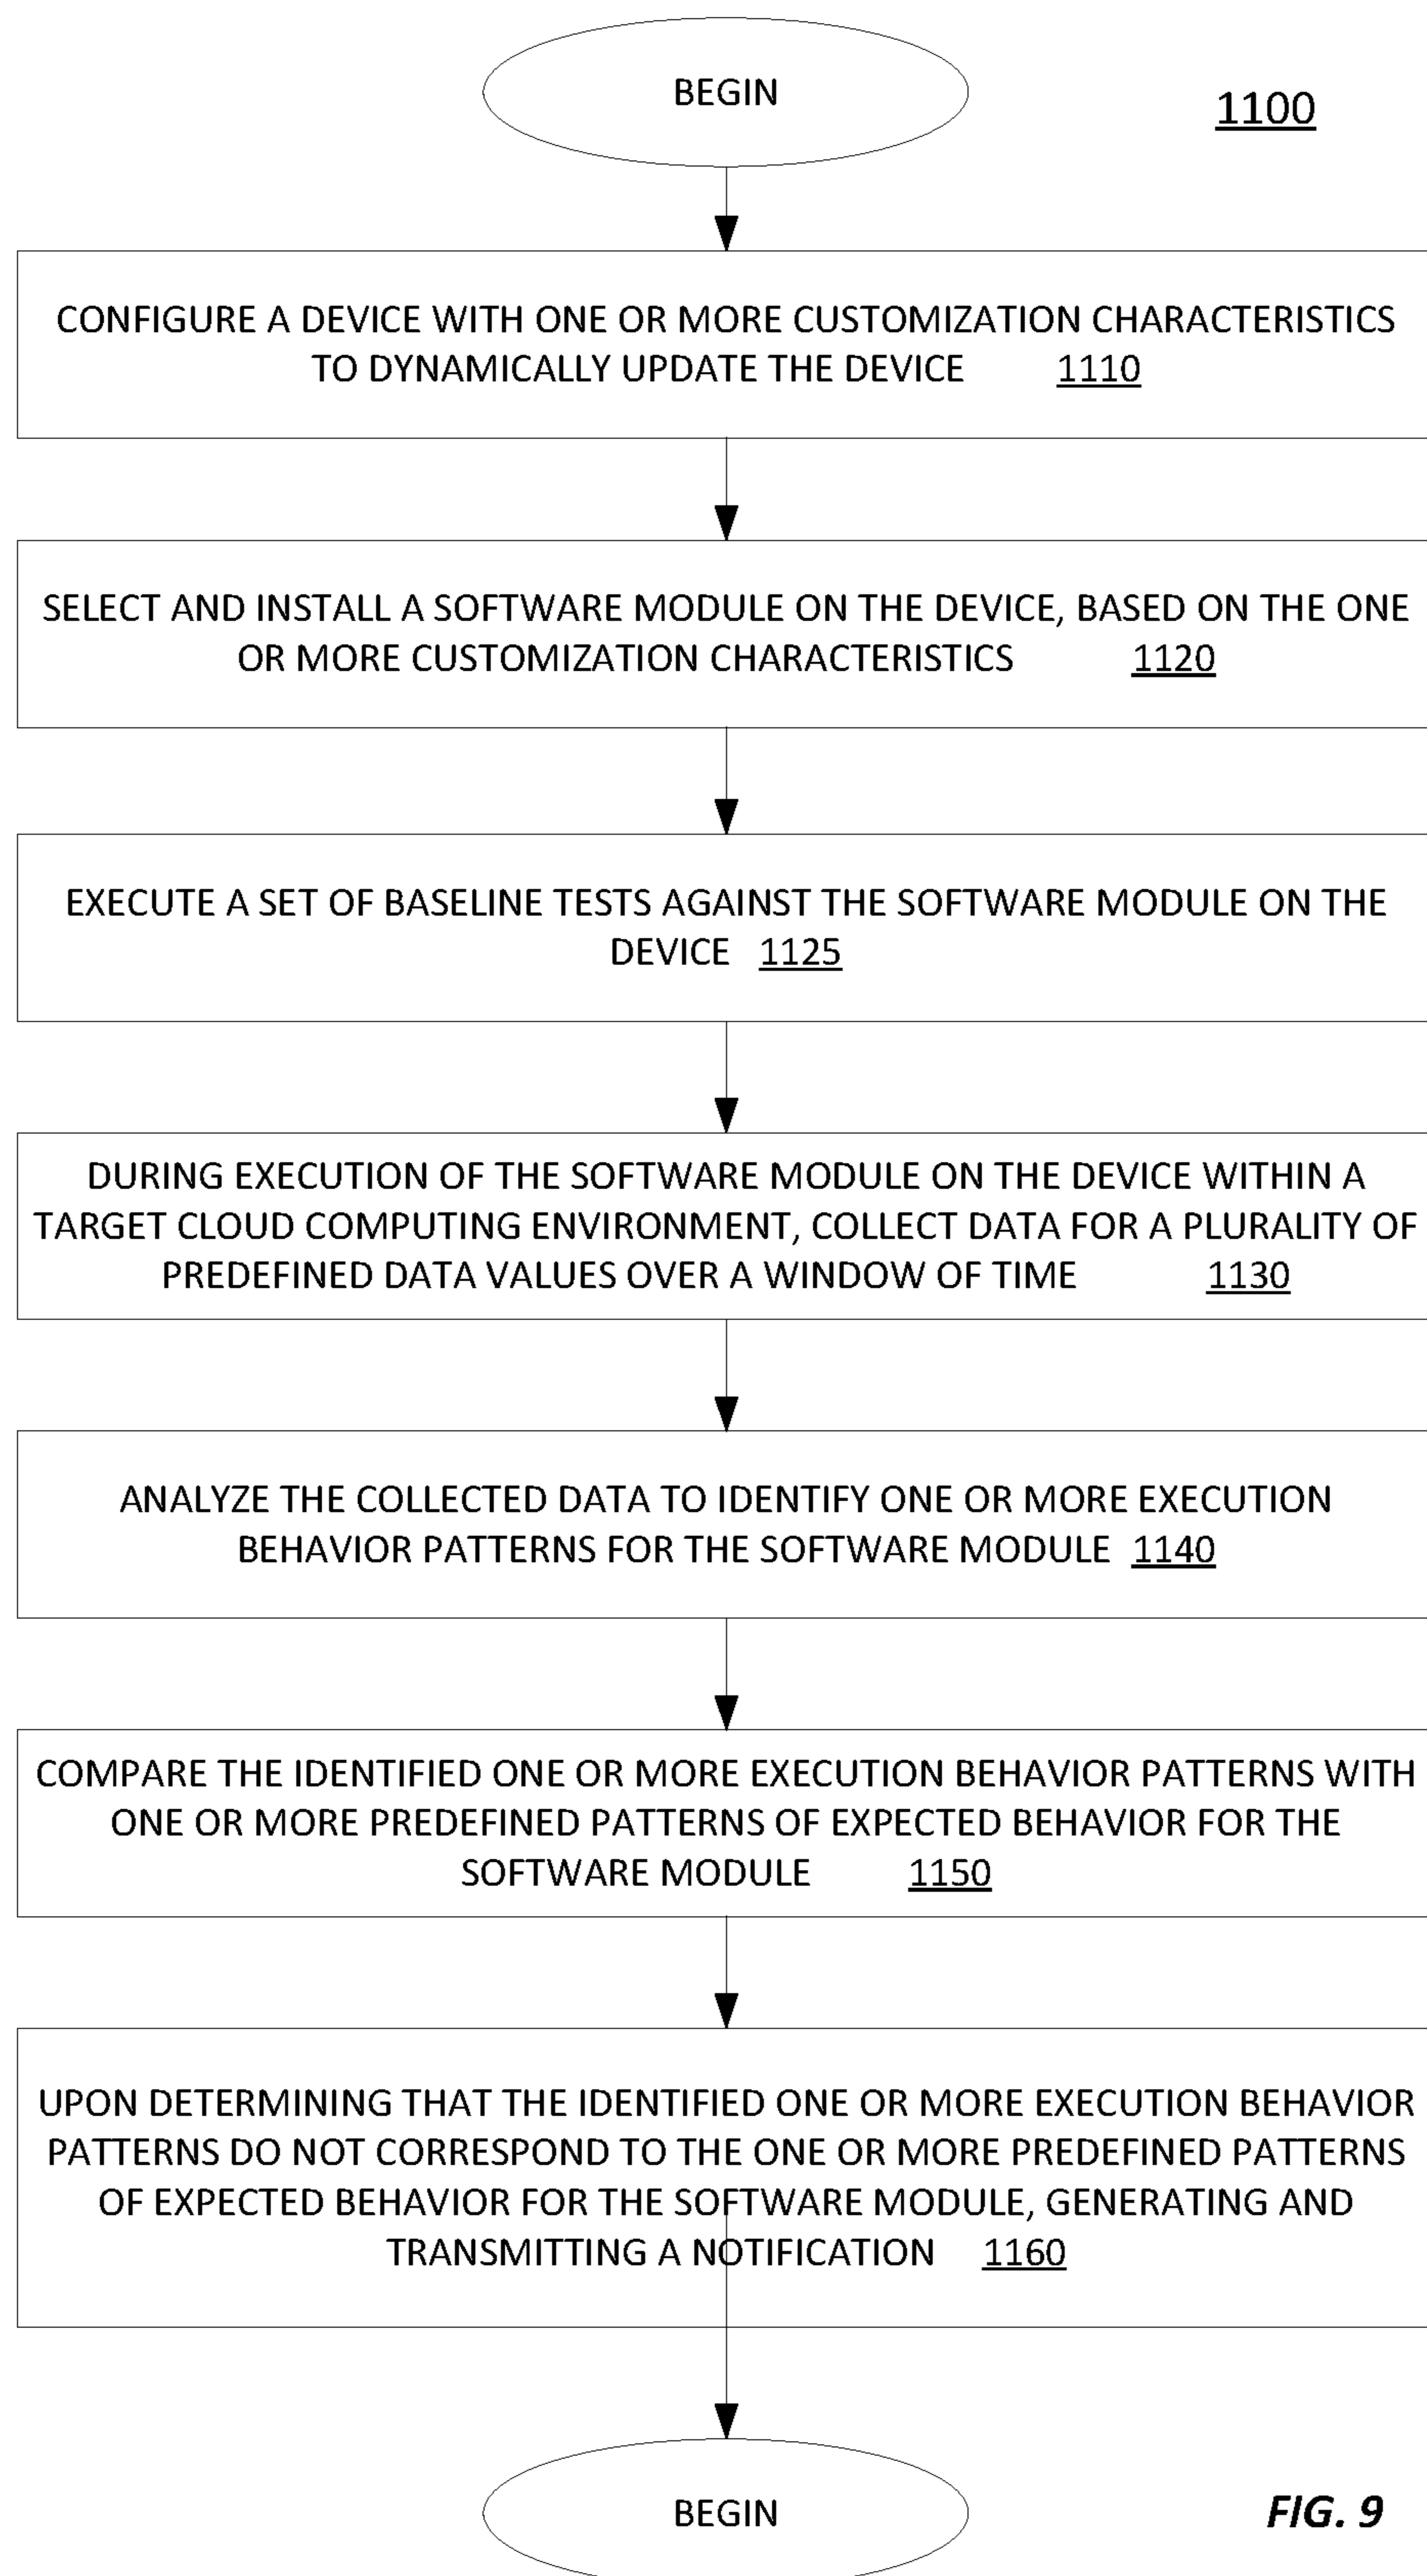 BEGIN
1100
CONFIGURE A DEVICE WITH ONE OR MORE CUSTOMIZATION CHARACTERISTICS
TO DYNAMICALLY UPDATE THE DEVICE 1110
SELECT AND INSTALL A SOFTWARE MODULE ON THE DEVICE, BASED ON THE ONE
OR MORE CUSTOMIZATION CHARACTERISTICS 1120
EXECUTE A SET OF BASELINE TESTS AGAINST THE SOFTWARE MODULE ON THE
DEVICE 1125
DURING EXECUTION OF THE SOFTWARE MODULE ON THE DEVICE WITHIN A
TARGET CLOUD COMPUTING ENVIRONMENT, COLLECT DATA FOR A PLURALITY OF
PREDEFINED DATA VALUES OVER A WINDOW OF TIME 1130
ANALYZE THE COLLECTED DATA TO IDENTIFY ONE OR MORE EXECUTION
BEHAVIOR PATTERNS FOR THE SOFTWARE MODULE 1140
COMPARE THE IDENTIFIED ONE OR MORE EXECUTION BEHAVIOR PATTERNS WITH
ONE OR MORE PREDEFINED PATTERNS OF EXPECTED BEHAVIOR FOR THE
SOFTWARE MODULE 1150
UPON DETERMINING THAT THE IDENTIFIED ONE OR MORE EXECUTION BEHAVIOR
PATTERNS DO NOT CORRESPOND TO THE ONE OR MORE PREDEFINED PATTERNS
OF EXPECTED BEHAVIOR FOR THE SOFTWARE MODULE, GENERATING AND
TRANSMITTING A NOTIFICATION 1160
BEGIN
FIG. 9